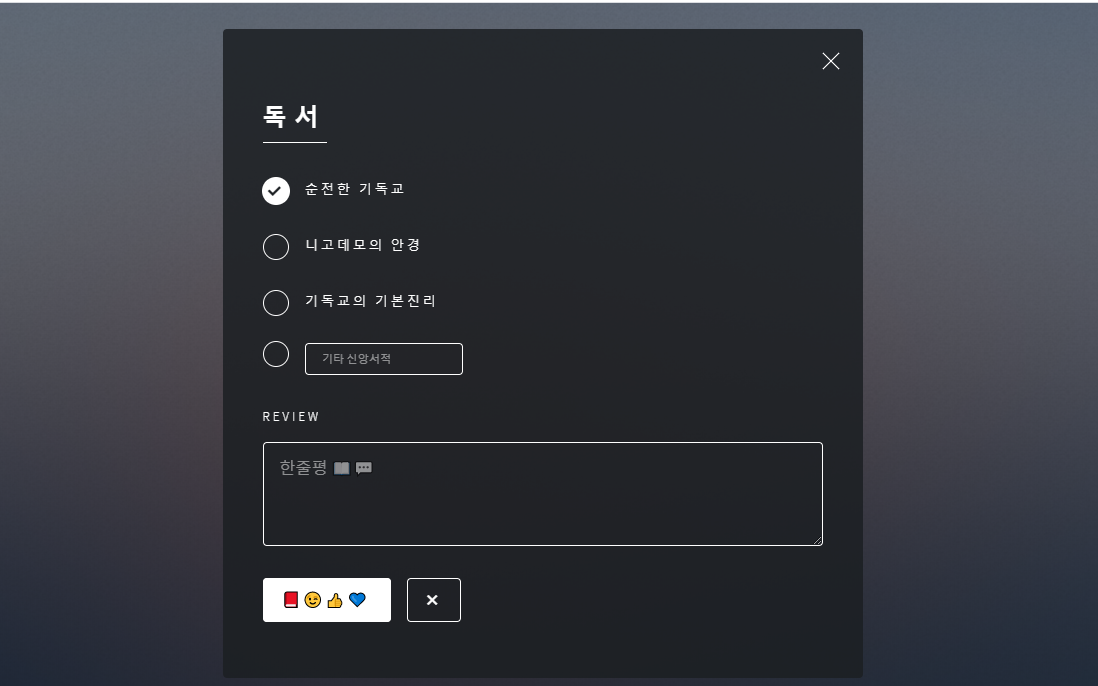 독서
순전한 기독교
니고데모의 안경
기독교의 기본진리
기타 신앙서적
REVIEW
한줄평 📖 💬
📕 😉 👍 💙 ✕